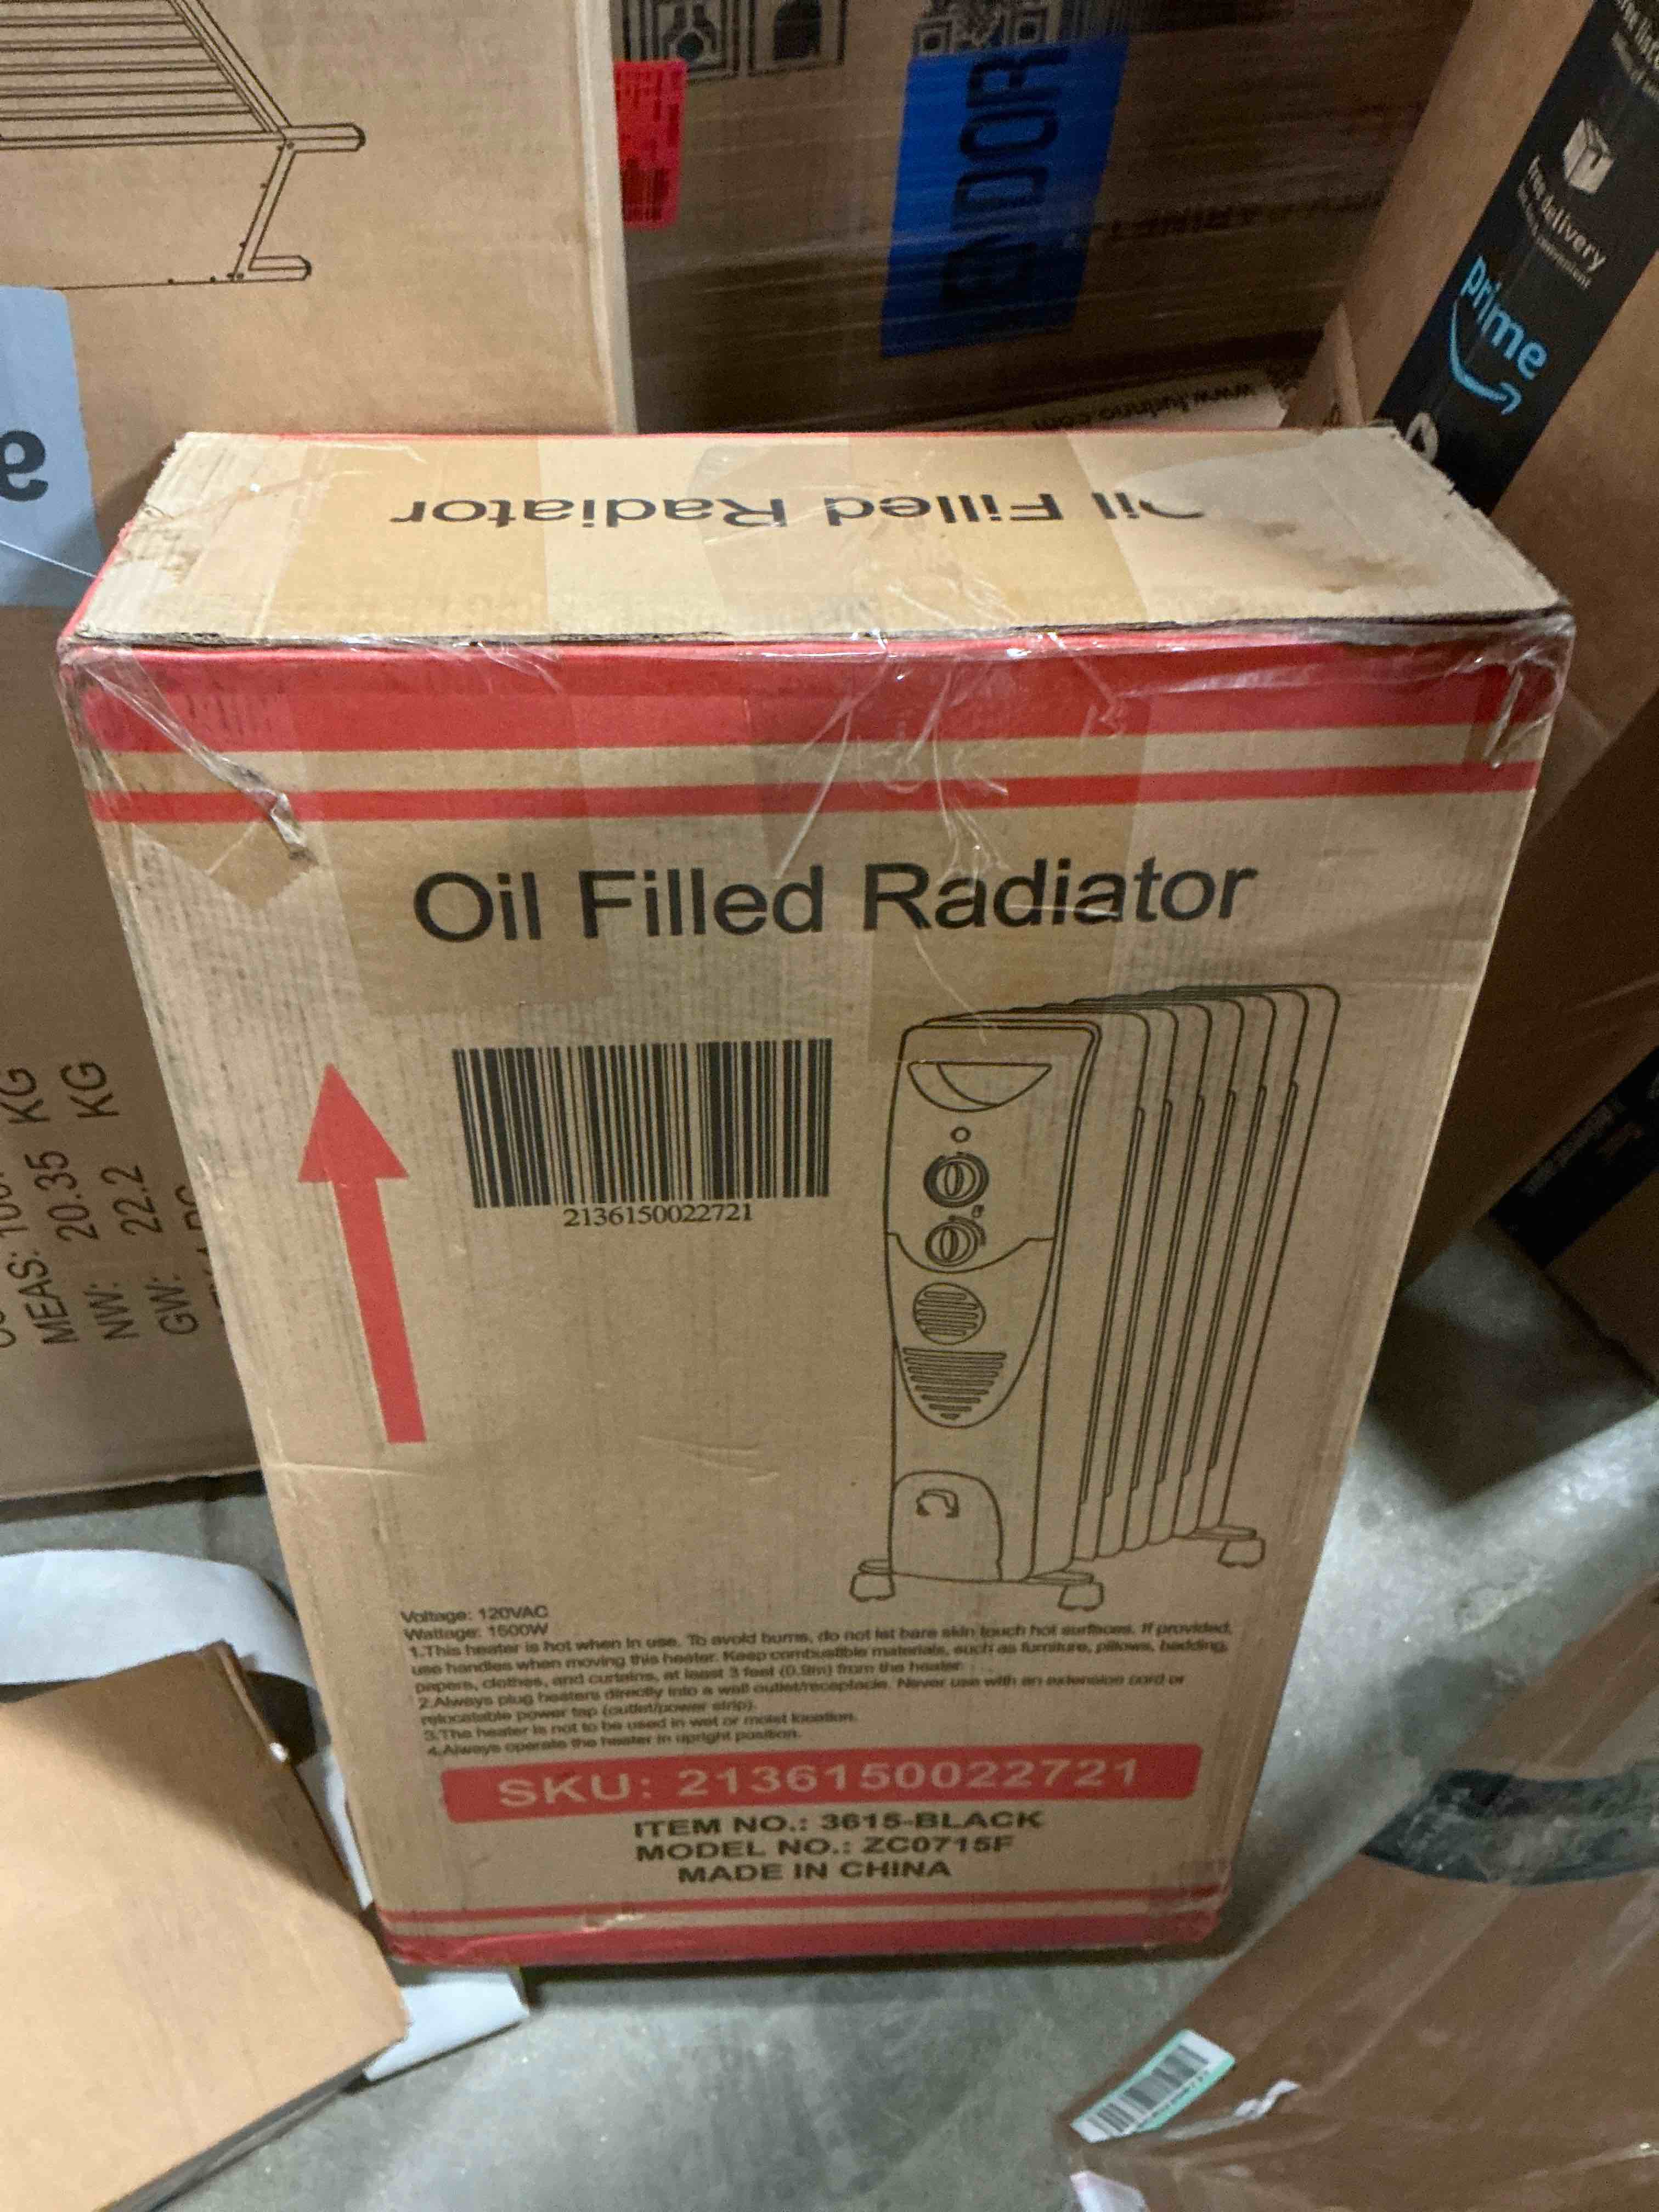 ENDOR
free delivery
prime
Oil Filled Radiator
Oil Filled Radiator
2136150022721
MEAS: 20.35 KG
NW: 22.2 KG
GW:
Voltage: 120VAC
Wattage: 1500W
1.This heater is hot when in use. To avoid burns, do not let bare skin touch hot surfaces. If provided,
use handles when moving this heater. Keep combustible materials, such as furniture, pillows, bedding,
papers, clothes, and curtains, at least 3 feet (0.9m) from the heater.
2.Always plug heaters directly into a wall outlet/receptacle. Never use with an extension cord or
relocatable power tap (outlet/power strip).
3.The heater is not to be used in wet or moist location.
4.Always operate the heater in upright position.
SKU: 2136150022721
ITEM NO.: 3615-BLACK
MODEL NO.: ZC0715F
MADE IN CHINA